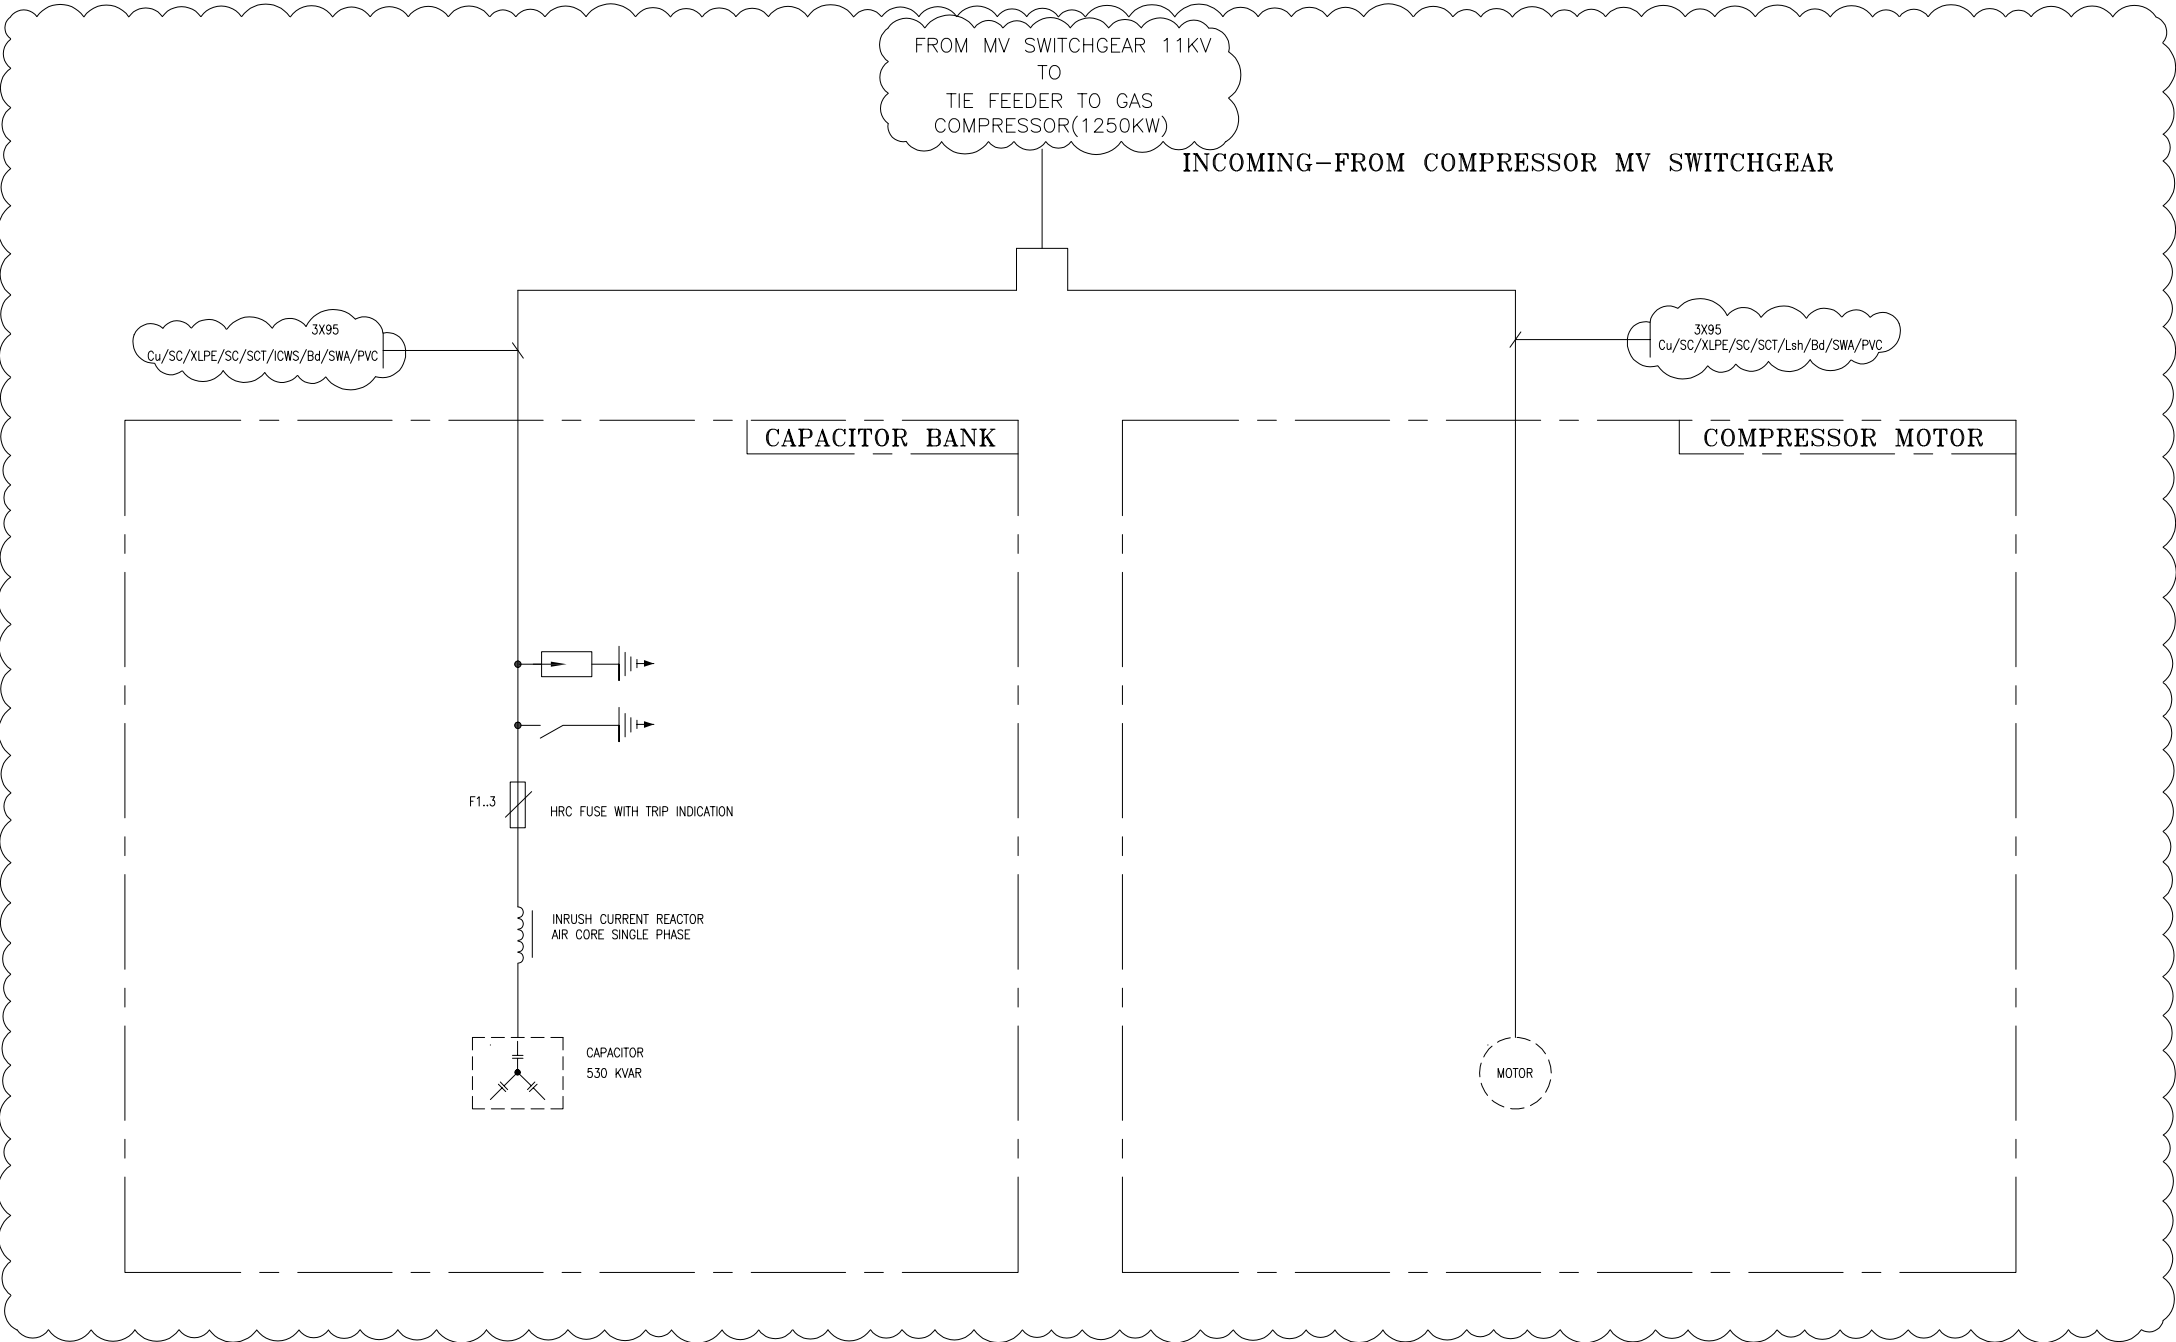 FROM MV SWITCHGEAR 11KV
TO
TIE FEEDER TO GAS
COMPRESSOR(1250KW)
INCOMING-FROM COMPRESSOR MV SWITCHGEAR
3X95
Cu/SC/XLPE/SC/SCT/ICWS/Bd/SWA/PVC
3X95
Cu/SC/XLPE/SC/SCT/Lsh/Bd/SWA/PVC
CAPACITOR BANK
COMPRESSOR MOTOR
F1..3
HRC FUSE WITH TRIP INDICATION
INRUSH CURRENT REACTOR
AIR CORE SINGLE PHASE
CAPACITOR
530 KVAR
MOTOR